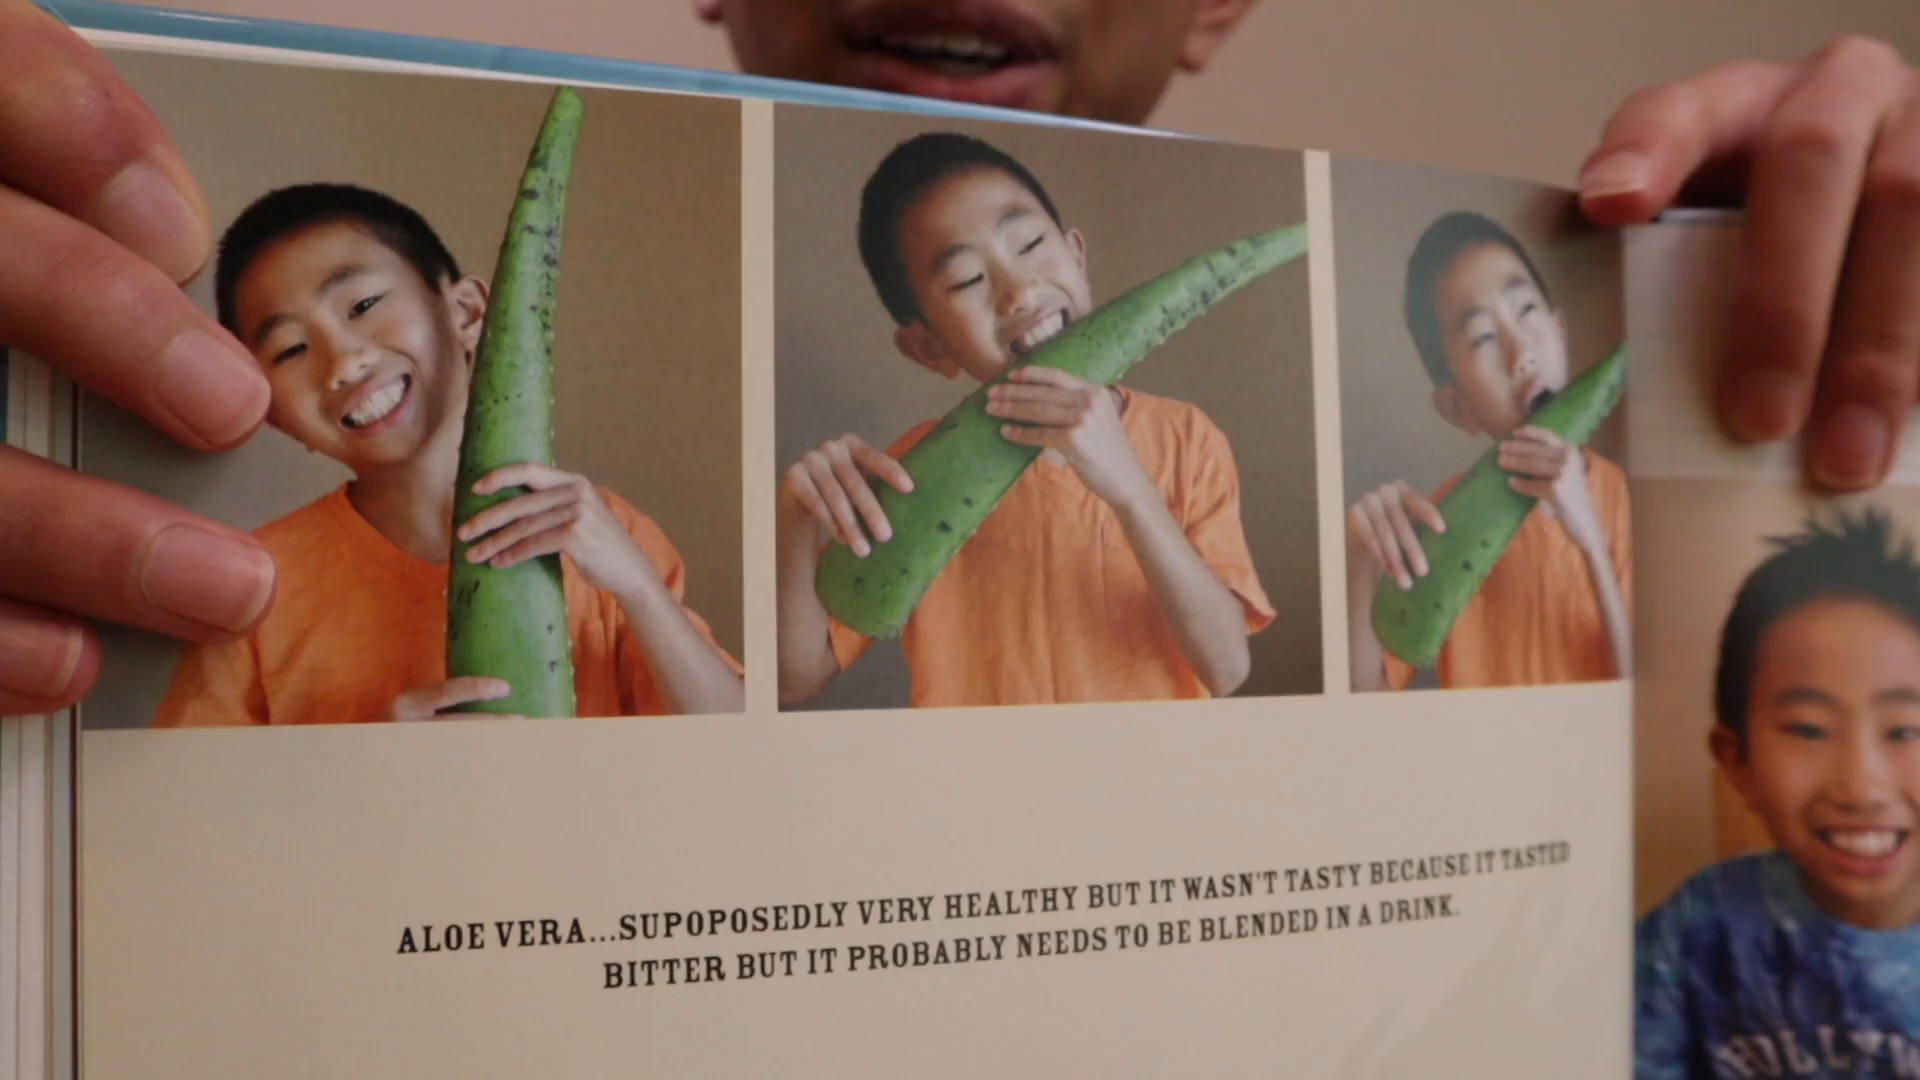 ALOE VERA...SUPOPOSEDLY VERY HEALTHY BUT IT WASN'T TASTY BECAUSE IT TASTED
BITTER BUT IT PROBABLY NEEDS TO BE BLENDED IN A DRINK.